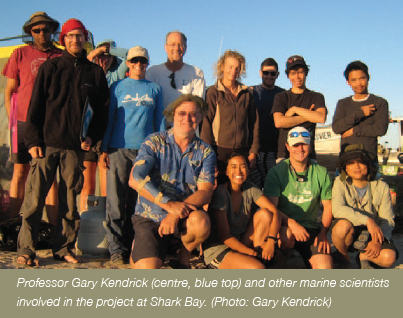 Professor Gary Kendrick (centre, blue top) and other marine scientists
involved in the project at Shark Bay. (Photo: Gary Kendrick)